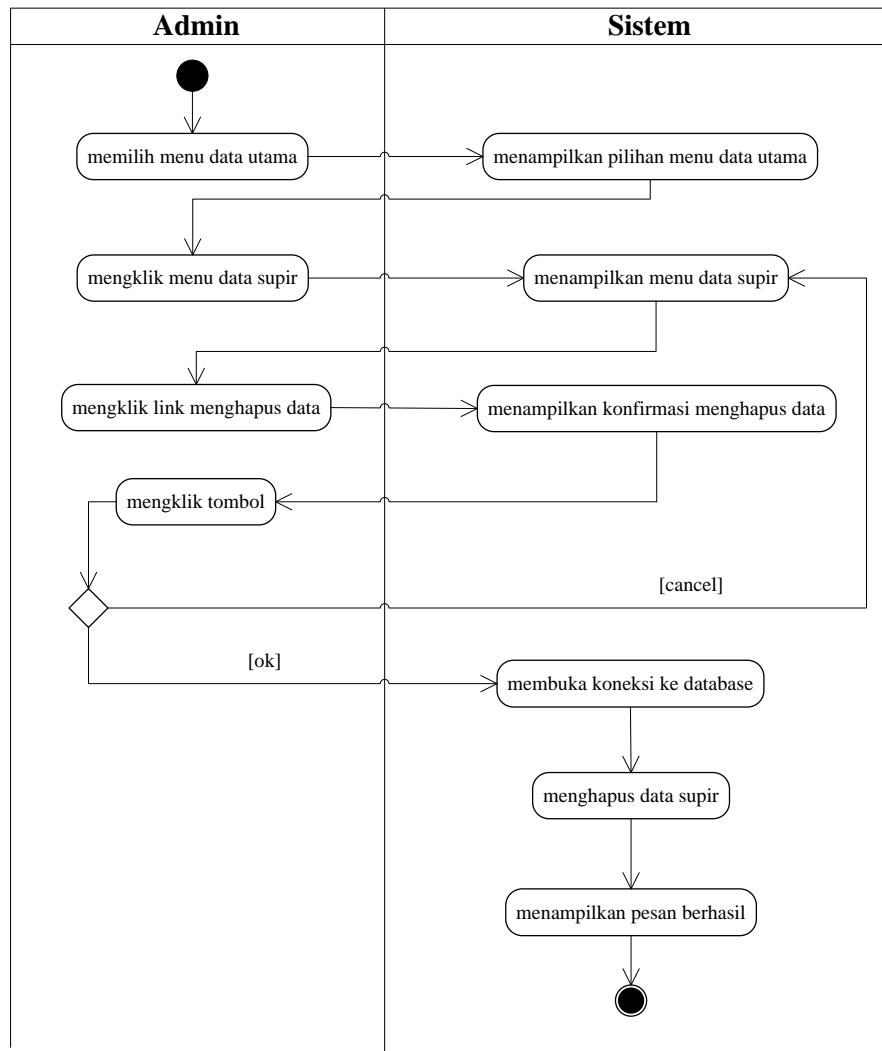 Admin
Sistem
memilih menu data utama
menampilkan pilihan menu data utama
mengklik menu data supir
menampilkan menu data supir
mengklik link menghapus data
menampilkan konfirmasi menghapus data
mengklik tombol
[cancel]
[ok]
membuka koneksi ke database
menghapus data supir
menampilkan pesan berhasil